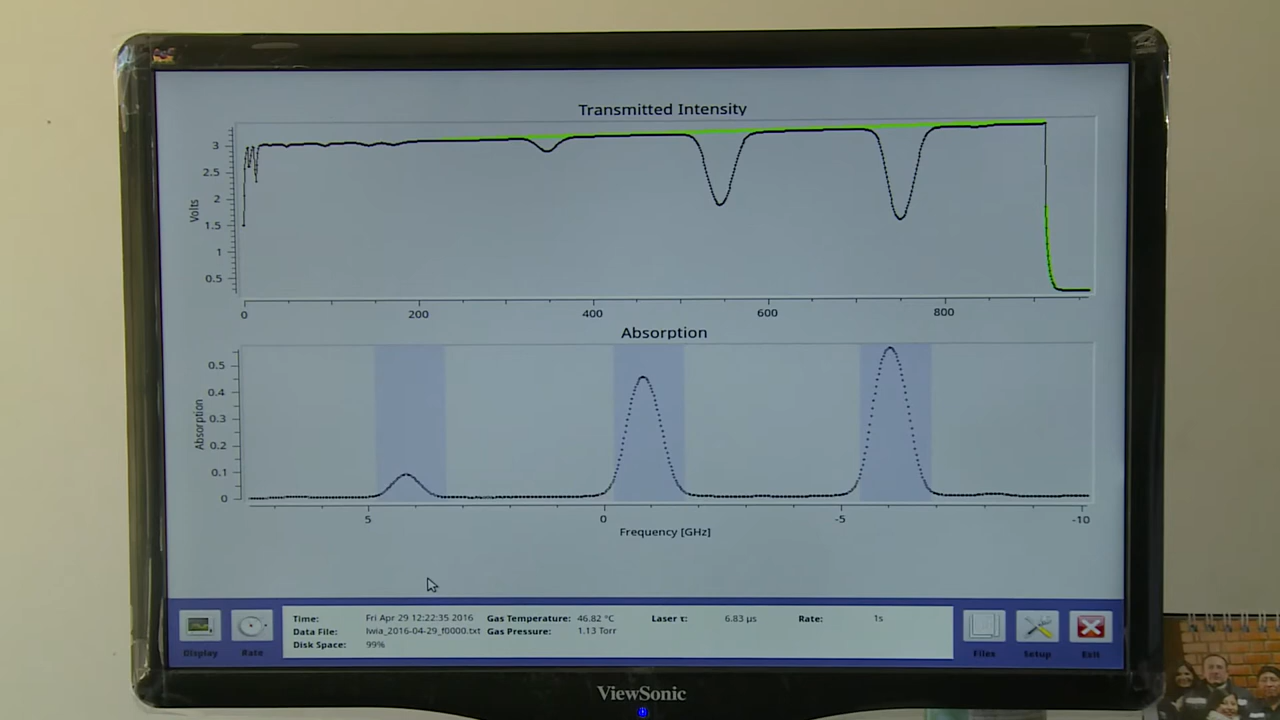 Transmitted Intensity
3
2.5
2
1.5
1
0.5
Volts
0 200 400 600 800
Absorption
0.5
0.4
0.3
0.2
0.1
0
Absorption
5 0 -5 -10
Frequency [GHz]
Time: Fri Apr 29 12:22:35 2016 Gas Temperature: 46.82 °C Laser τ: 6.83 µs Rate: 1s
Data File: lwia_2016-04-29_f0000.txt Gas Pressure: 1.13 Torr
Disk Space: 99%
Display Rate Files Setup Exit
ViewSonic